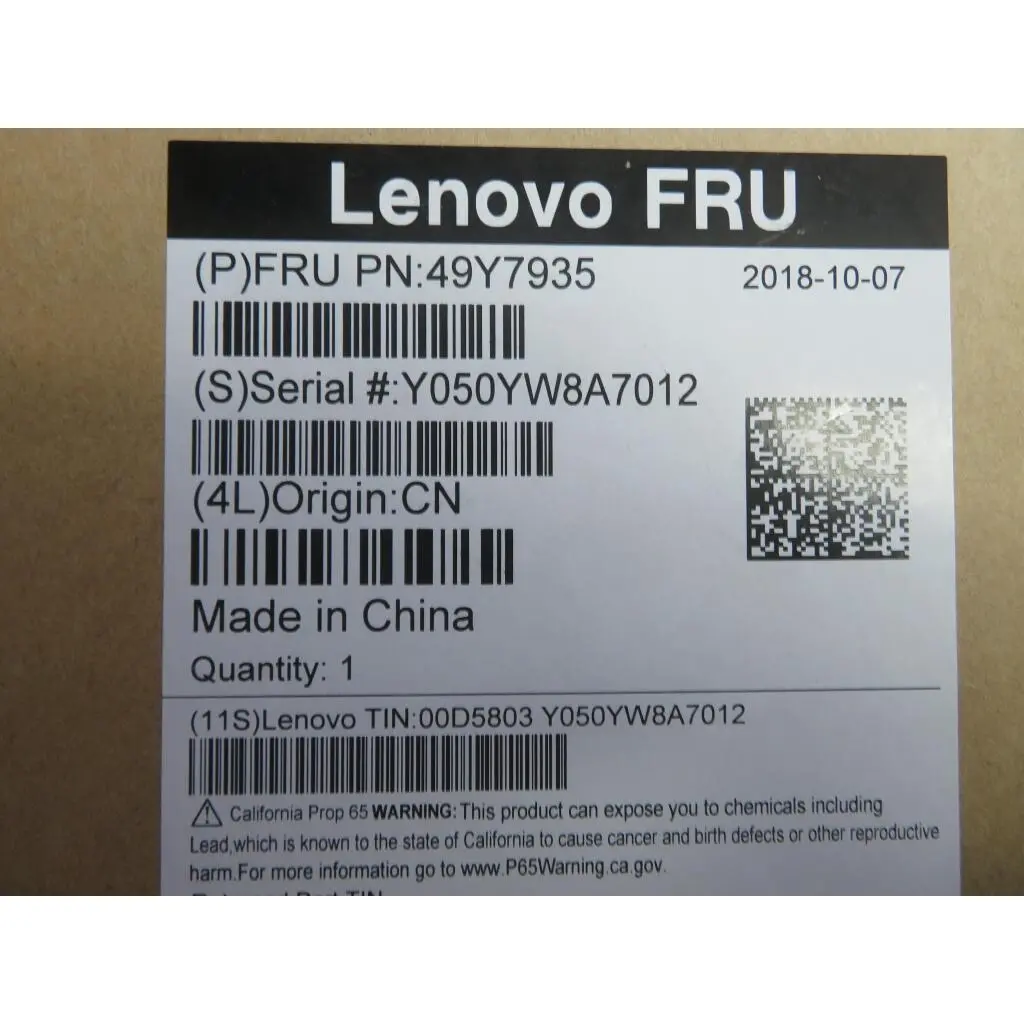 Lenovo FRU
(P)FRU PN:49Y7935
2018-10-07
(S)Serial #:Y050YW8A7012
(4L)Origin:CN
Made in China
Quantity: 1
(11S)Lenovo TIN:00D5803 Y050YW8A7012
California Prop 65 WARNING: This product can expose you to chemicals including
Lead,which is known to the state of California to cause cancer and birth defects or other reproductive
harm.For more information go to www.P65Warning.ca.gov.